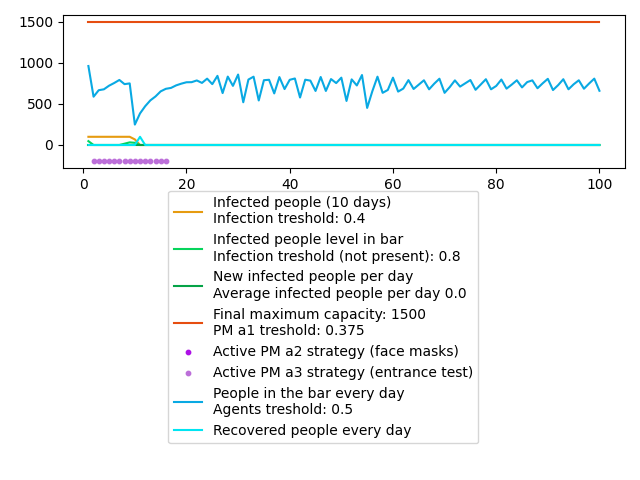 1500
1000
500
0
0
20
40
60
80
100
Infected people (10 days)
Infection treshold: 0.4
Infected people level in bar
Infection treshold (not present): 0.8
New infected people per day
Average infected people per day 0.0
Final maximum capacity: 1500
PM a1 treshold: 0.375
Active PM a2 strategy (face masks)
Active PM a3 strategy (entrance test)
People in the bar every day
Agents treshold: 0.5
Recovered people every day